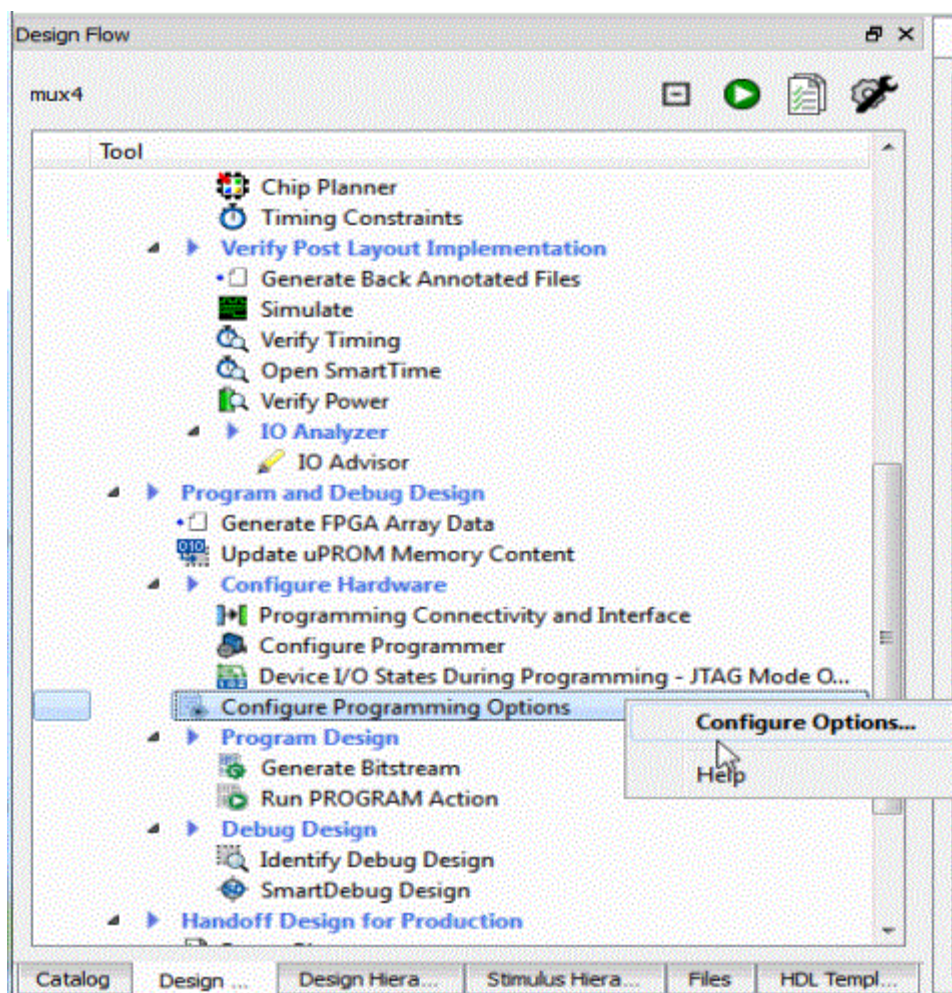 Design Flow
mux4
Tool
Chip Planner
Timing Constraints
Verify Post Layout Implementation
Generate Back Annotated Files
Simulate
Verify Timing
Open SmartTime
Verify Power
IO Analyzer
IO Advisor
Program and Debug Design
Generate FPGA Array Data
Update uPROM Memory Content
Configure Hardware
Programming Connectivity and Interface
Configure Programmer
Device I/O States During Programming - JTAG Mode O...
Configure Programming Options
Configure Options...
Help
Program Design
Generate Bitstream
Run PROGRAM Action
Debug Design
Identify Debug Design
SmartDebug Design
Handoff Design for Production
Catalog Design ... Design Hiera... Stimulus Hiera... Files HDL Templ...